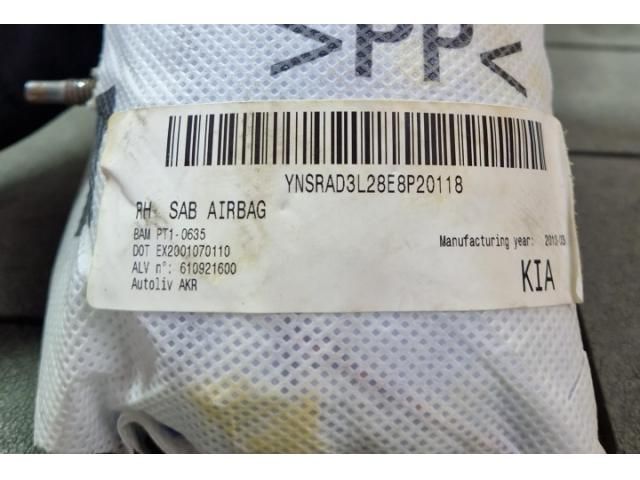 >PP<
YNSRAD3L28E8P20118
RH SAB AIRBAG
BAM PT1-0635
DOT EX2001070110
ALV n°: 610921600
Autoliv AKR
Manufacturing year:
KIA